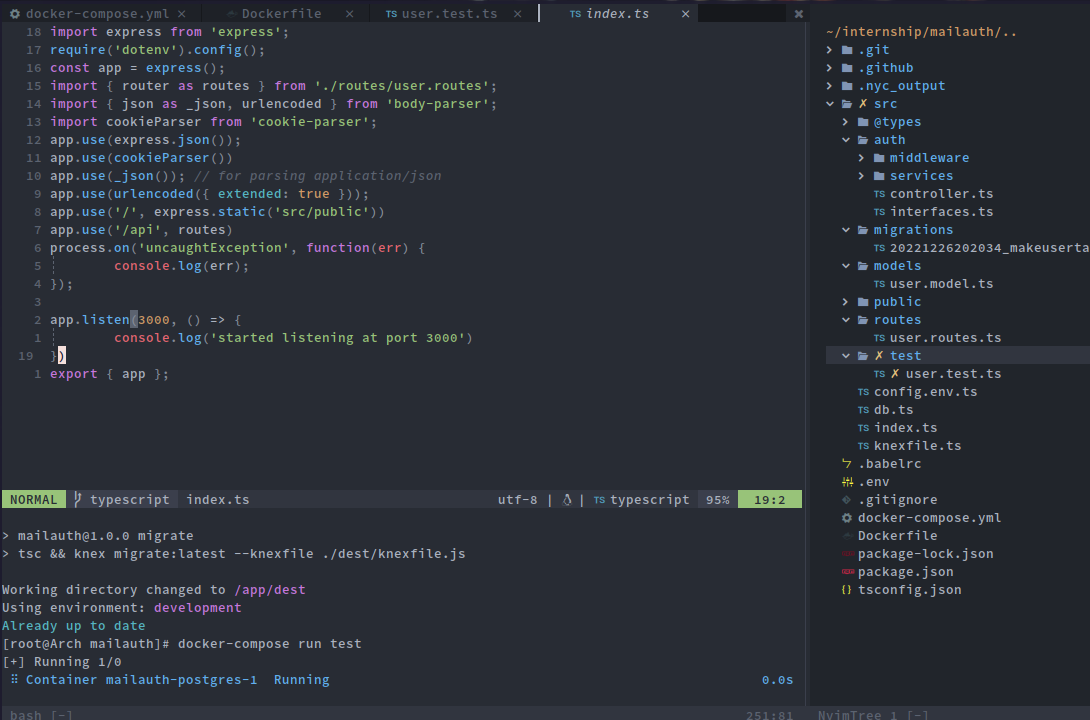 docker-compose.yml × Dockerfile × TS user.test.ts × TS index.ts ×
18 import express from 'express';
17 require('dotenv').config();
16 const app = express();
15 import { router as routes } from './routes/user.routes';
14 import { json as _json, urlencoded } from 'body-parser';
13 import cookieParser from 'cookie-parser';
12 app.use(express.json());
11 app.use(cookieParser())
10 app.use(_json()); // for parsing application/json
9 app.use(urlencoded({ extended: true }));
8 app.use('/', express.static('src/public'))
7 app.use('/api', routes)
6 process.on('uncaughtException', function(err) {
5 console.log(err);
4 });
3
2 app.listen(3000, () => {
1 console.log('started listening at port 3000')
19 })
1 export { app };
NORMAL typescript index.ts utf-8 | | TS typescript 95% 19:2
> mailauth@1.0.0 migrate
> tsc && knex migrate:latest --knexfile ./dest/knexfile.js
Working directory changed to /app/dest
Using environment: development
Already up to date
[root@Arch mailauth]# docker-compose run test
[+] Running 1/0
⠿ Container mailauth-postgres-1 Running 0.0s
bash [-] 251:81
~/internship/mailauth/..
.git
.github
.nyc_output
✗ src
@types
auth
middleware
services
TS controller.ts
TS interfaces.ts
migrations
TS 20221226202034_makeuserta
models
TS user.model.ts
public
routes
TS user.routes.ts
✗ test
TS ✗ user.test.ts
TS config.env.ts
TS db.ts
TS index.ts
TS knexfile.ts
.babelrc
.env
.gitignore
docker-compose.yml
Dockerfile
package-lock.json
package.json
{} tsconfig.json
NvimTree_1 [-]